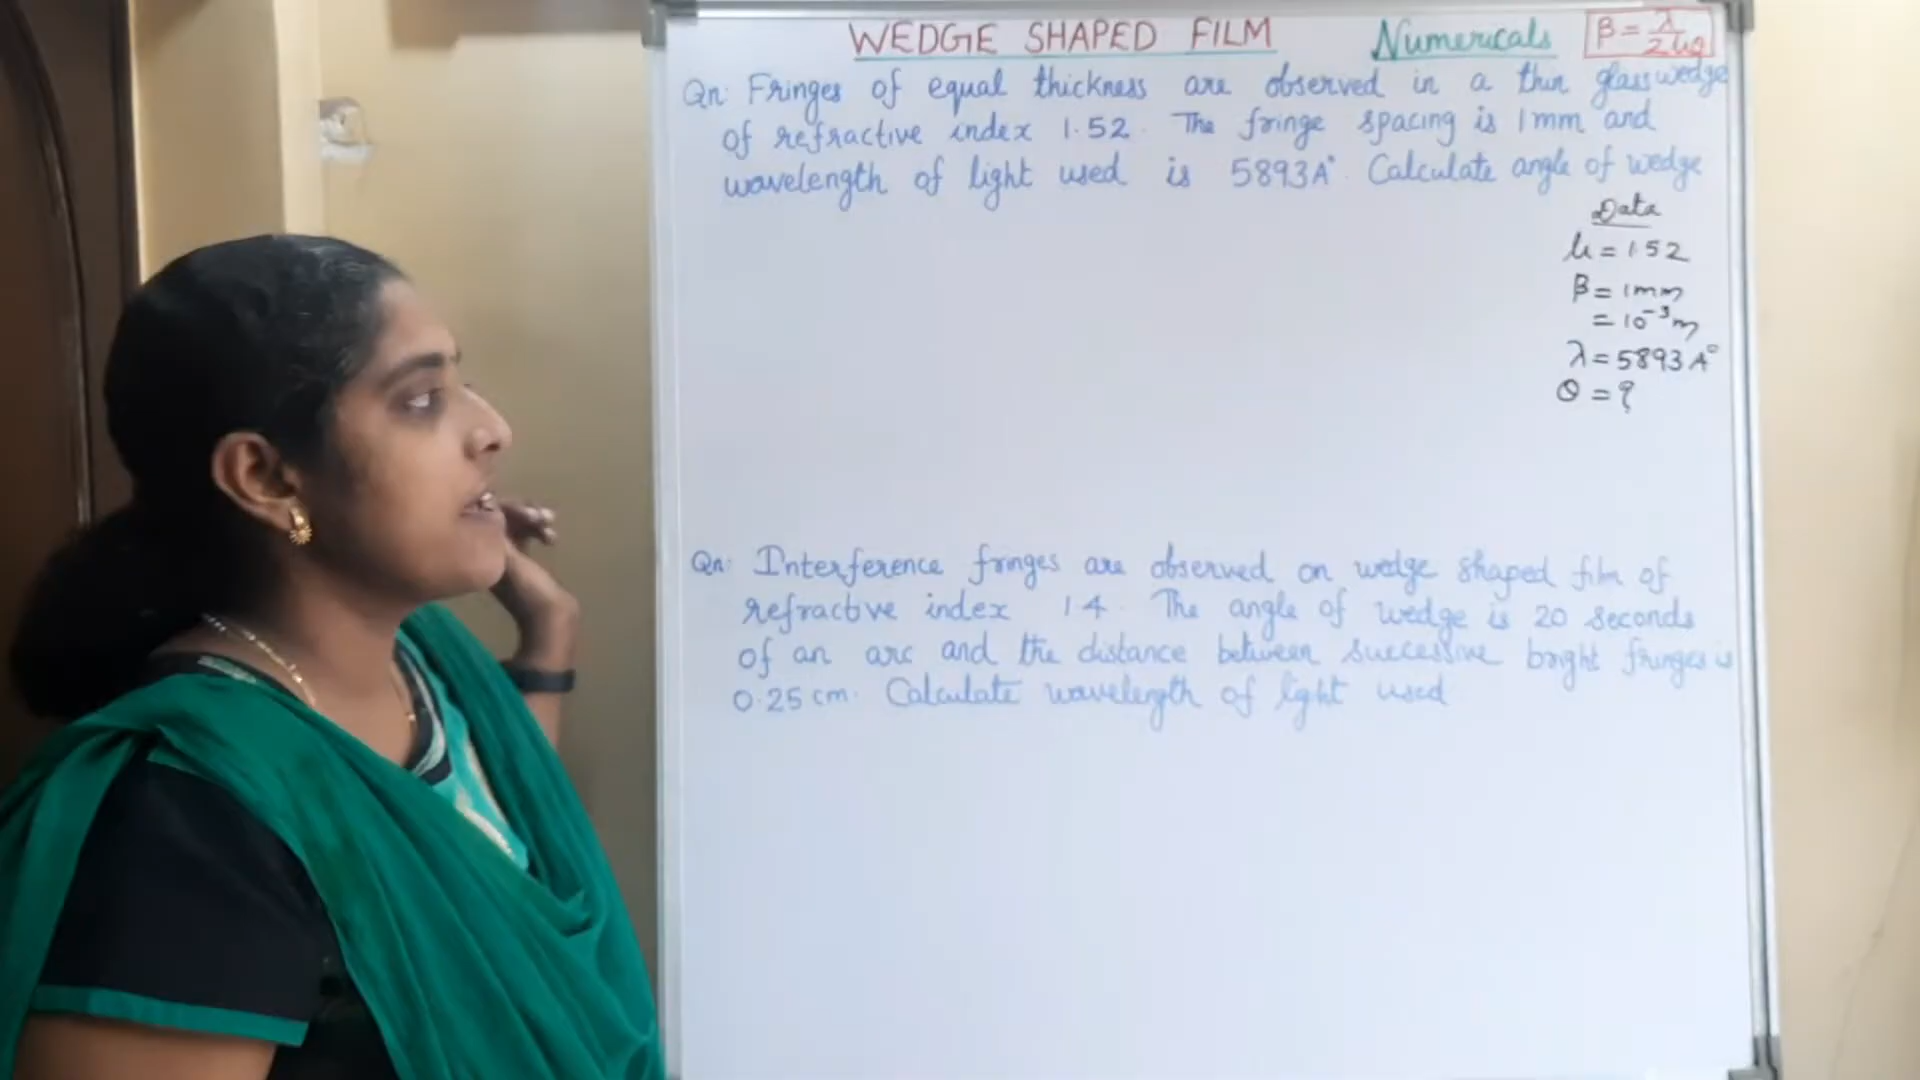 WEDGE SHAPED FILM Numericals β = λ/2μθ
Qn: Fringes of equal thickness are observed in a thin glass wedge
of refractive index 1.52. The fringe spacing is 1mm and
wavelength of light used is 5893A°. Calculate angle of wedge
Data
μ = 1.52
β = 1mm
= 10⁻³m
λ = 5893 A°
θ = ?
Qn: Interference fringes are observed on wedge shaped film of
refractive index 1.4. The angle of wedge is 20 seconds
of an arc and the distance between successive bright fringes is
0.25 cm. Calculate wavelength of light used